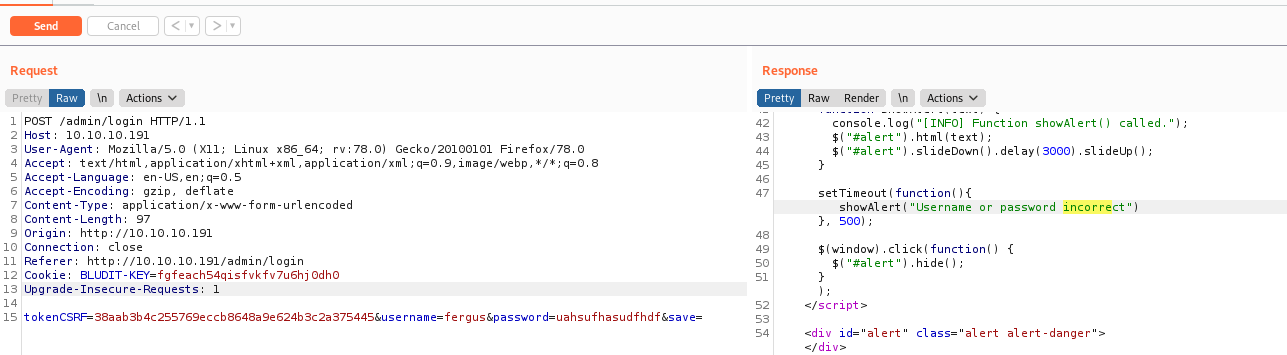 Send
Cancel
< ▼
> ▼
Request
Response
Pretty
Raw
\n
Actions
Pretty
Raw
Render
\n
Actions
1 POST /admin/login HTTP/1.1
2 Host: 10.10.10.191
3 User-Agent: Mozilla/5.0 (X11; Linux x86_64; rv:78.0) Gecko/20100101 Firefox/78.0
4 Accept: text/html,application/xhtml+xml,application/xml;q=0.9,image/webp,*/*;q=0.8
5 Accept-Language: en-US,en;q=0.5
6 Accept-Encoding: gzip, deflate
7 Content-Type: application/x-www-form-urlencoded
8 Content-Length: 97
9 Origin: http://10.10.10.191
10 Connection: close
11 Referer: http://10.10.10.191/admin/login
12 Cookie: BLUDIT-KEY=fgfeach54qisfvkfv7u6hj0dh0
13 Upgrade-Insecure-Requests: 1
14
15 tokenCSRF=38aab3b4c255769eccb8648a9e624b3c2a375445&username=fergus&password=uahsufhasudfhdf&save=
42 console.log("[INFO] Function showAlert() called.");
43 $("#alert").html(text);
44 $("#alert").slideDown().delay(3000).slideUp();
45 }
46
47 setTimeout(function(){
showAlert("Username or password incorrect")
}, 500);
48
49 $(window).click(function() {
50 $("#alert").hide();
51 }
);
52 </script>
53
54 <div id="alert" class="alert alert-danger">
</div>